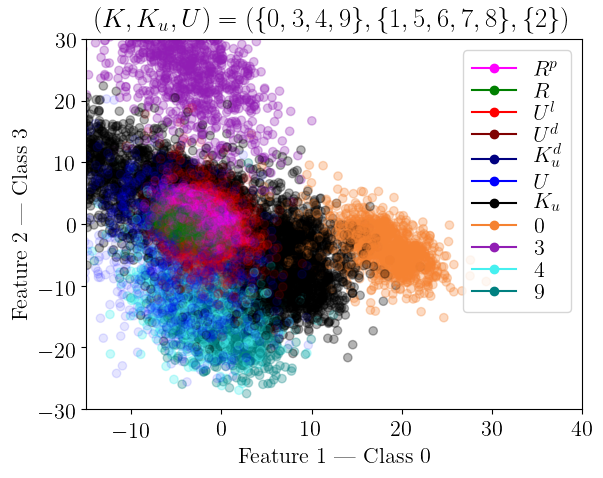 (K, K_u, U) = ({0, 3, 4, 9}, {1, 5, 6, 7, 8}, {2})
30
20
10
0
−10
−20
−30
Feature 2 — Class 3
R^p
R
U^l
U^d
K_u^d
U
K_u
0
3
4
9
−10
0
10
20
30
40
Feature 1 — Class 0